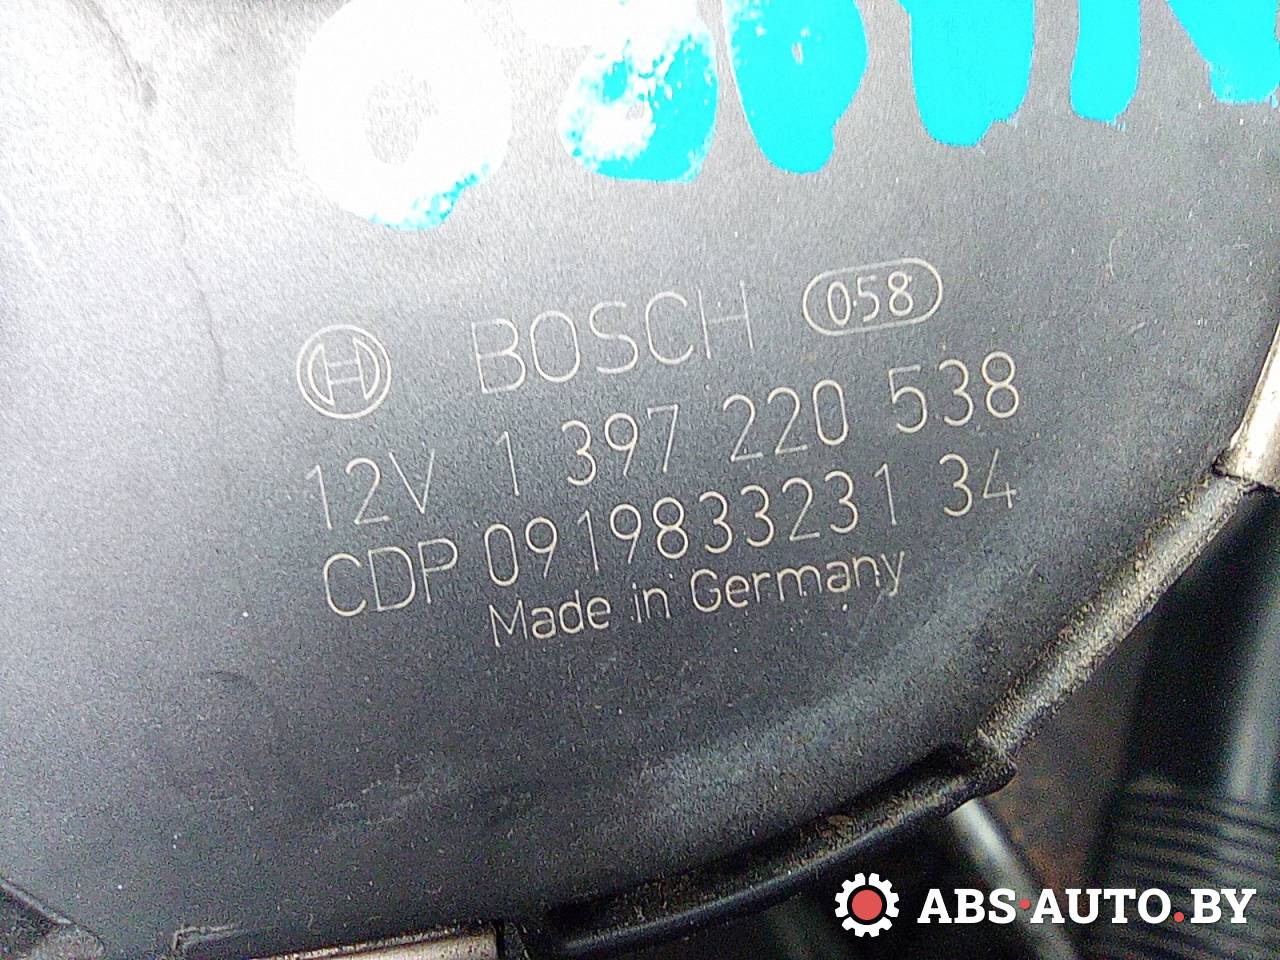 BOSCH 058
12V 1 397 220 538
CDP 0919833231 34
Made in Germany
ABS·AUTO.BY